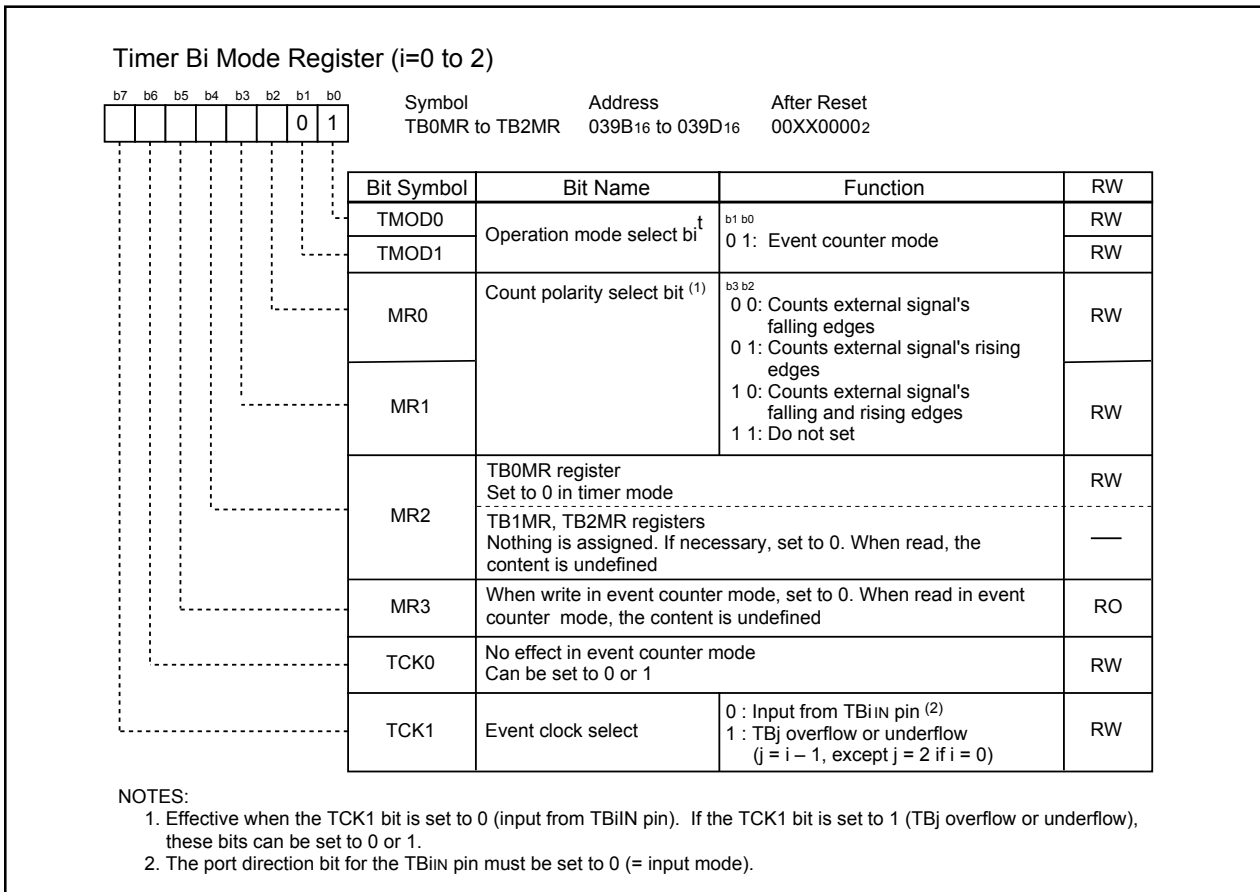 Timer Bi Mode Register (i=0 to 2)
b7 b6 b5 b4 b3 b2 b1 b0
0 1
Symbol Address After Reset
TB0MR to TB2MR 039B16 to 039D16 00XX00002
Bit Symbol Bit Name Function RW
TMOD0 RW
Operation mode select bit
b1 b0
0 1: Event counter mode
TMOD1 RW
MR0 RW
Count polarity select bit (1)
b3 b2
0 0: Counts external signal's
falling edges
0 1: Counts external signal's rising
edges
1 0: Counts external signal's
falling and rising edges
1 1: Do not set
MR1 RW
MR2
TB0MR register
Set to 0 in timer mode
RW
TB1MR, TB2MR registers
Nothing is assigned. If necessary, set to 0. When read, the
content is undefined
—
MR3
When write in event counter mode, set to 0. When read in event
counter mode, the content is undefined
RO
TCK0
No effect in event counter mode
Can be set to 0 or 1
RW
TCK1
Event clock select
0 : Input from TBiIN pin (2)
1 : TBj overflow or underflow
(j = i – 1, except j = 2 if i = 0)
RW
NOTES:
1. Effective when the TCK1 bit is set to 0 (input from TBiIN pin). If the TCK1 bit is set to 1 (TBj overflow or underflow),
these bits can be set to 0 or 1.
2. The port direction bit for the TBiIN pin must be set to 0 (= input mode).